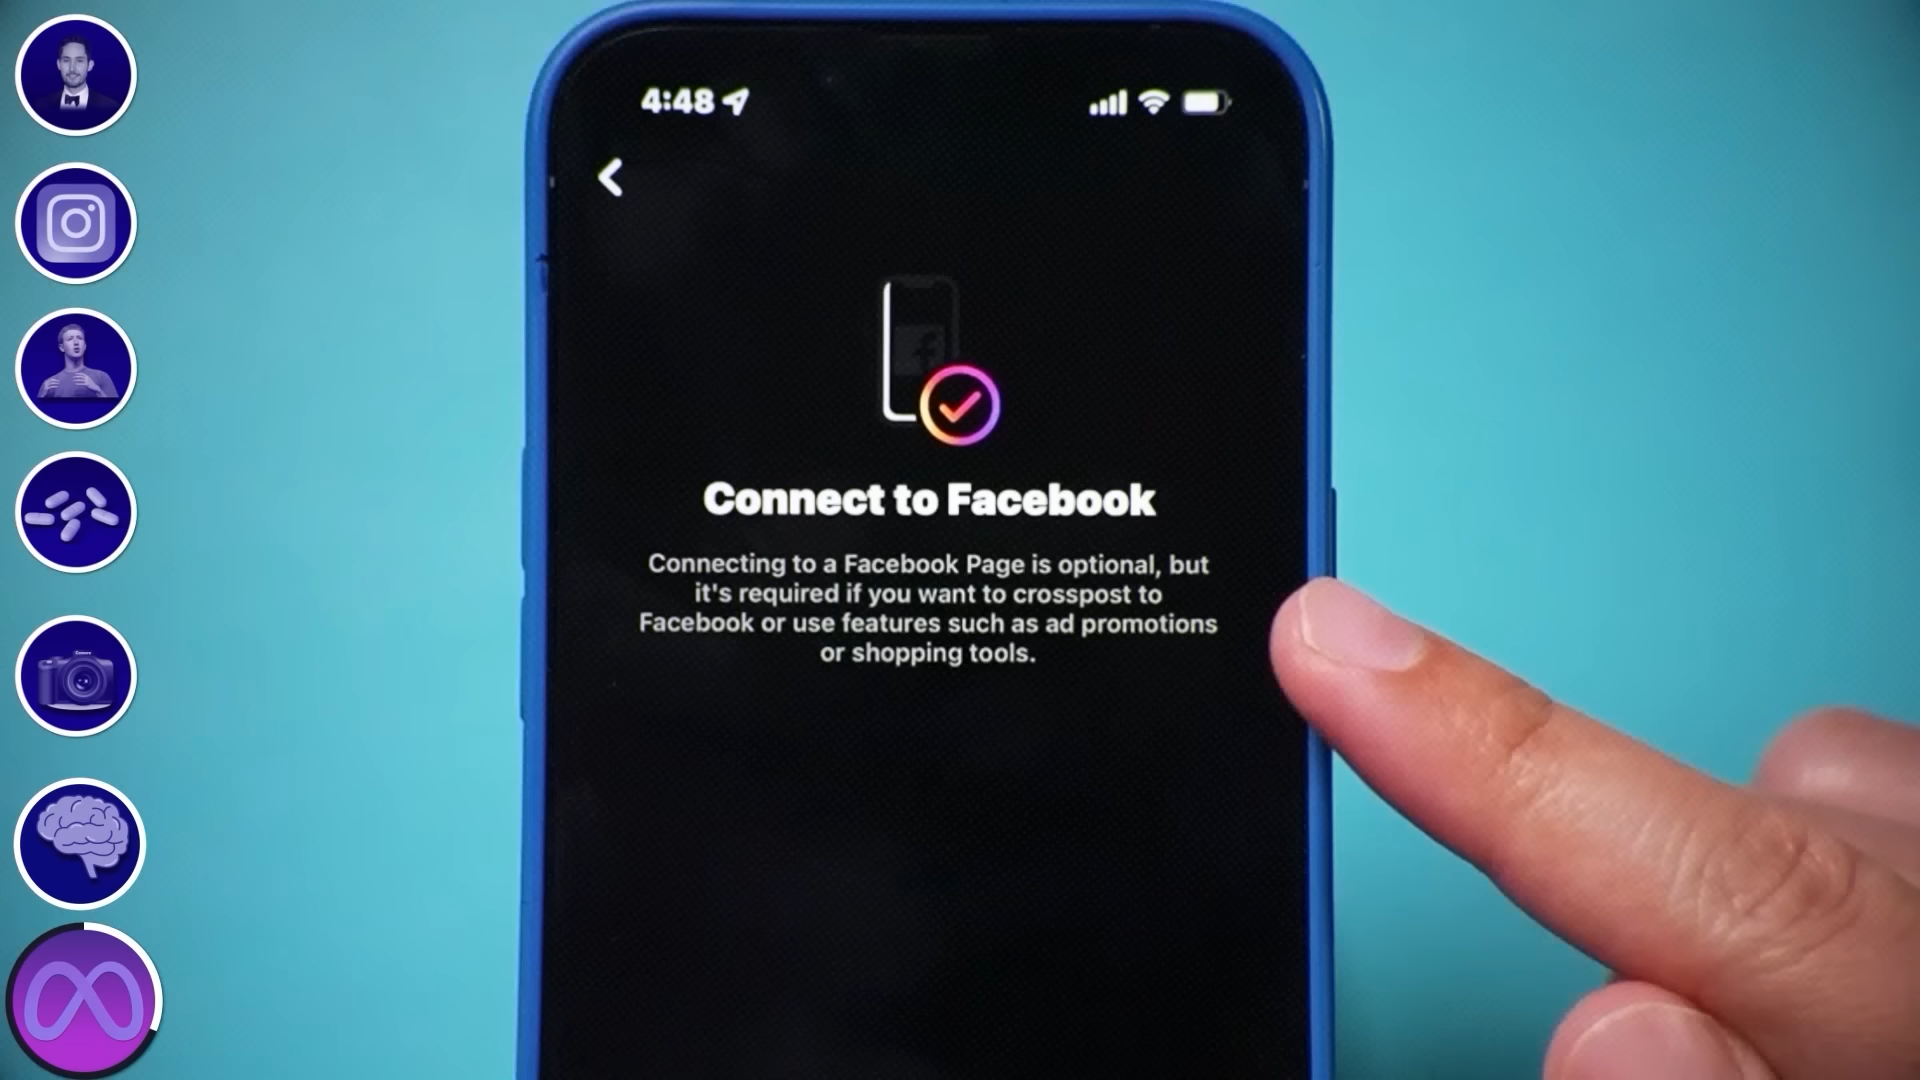 4:48
Connect to Facebook
Connecting to a Facebook Page is optional, but
it's required if you want to crosspost to
Facebook or use features such as ad promotions
or shopping tools.